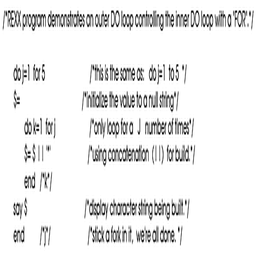 /*REXX program demonstrates an outer DO loop controlling the inner DO loop with a 'FOR'. */
do j=1 for 5 /*this is the same as: do j=1 to 5 */
$= /*initialize the value to a null string*/
do k=1 for j /*only loop for a J number of times*/
$= $ || '*' /*using concatenation (||) for build.*/
end /*k*/
say $ /*display character string being built.*/
end /*j*/ /*stick a fork in it, we're all done. */